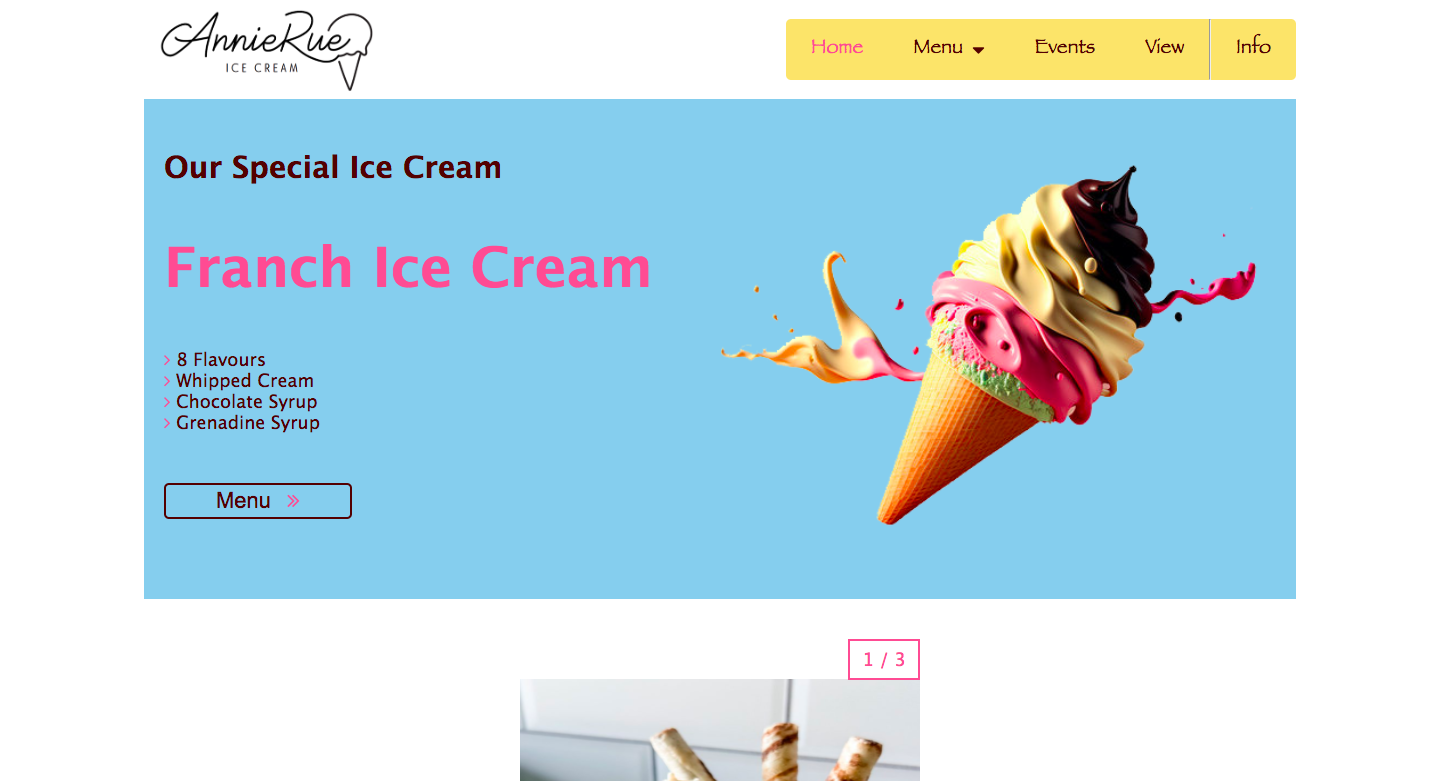 AnnieRue
ICE CREAM
Home Menu Events View Info
Our Special Ice Cream
Franch Ice Cream
8 Flavours
Whipped Cream
Chocolate Syrup
Grenadine Syrup
Menu
1 / 3